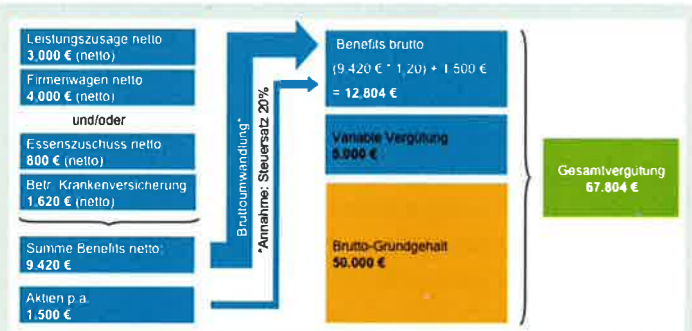 Leistungszusage netto
3,000 € (netto)
Firmenwagen netto
4,000 € (netto)
und/oder
Essenszuschuss netto
800 € (netto)
Betr. Krankenversicherung
1,620 € (netto)
Summe Benefits netto:
9.420 €
Aktien p.a.
1.500 €
Bruttoumwandlung*
*Annahme: Steuersatz 20%
Benefits brutto
(9.420 € * 1,20) + 1.500 €
= 12,804 €
Variable Vergütung
5.000 €
Brutto-Grundgehalt
50.000 €
Gesamtvergütung
67.804 €